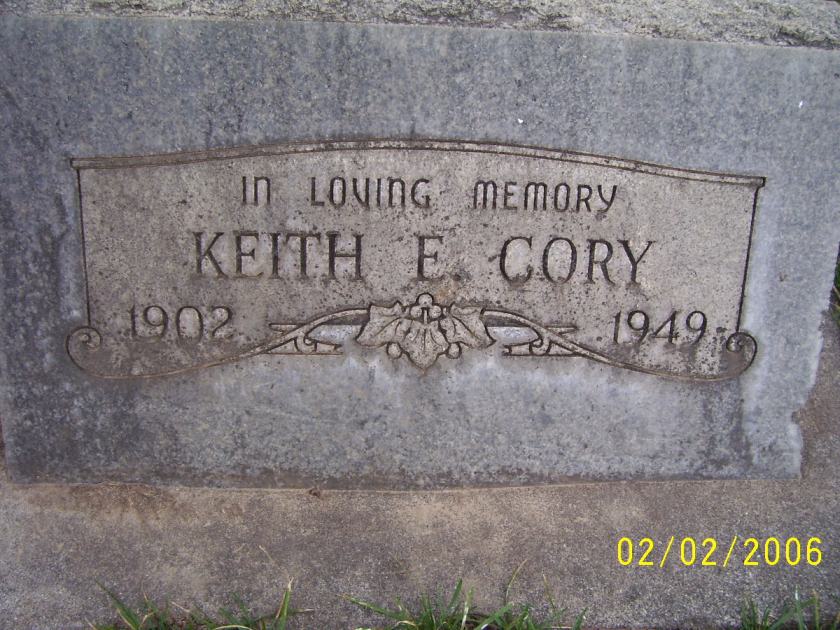 IN LOVING MEMORY
KEITH E. CORY
1902 1949
02/02/2006